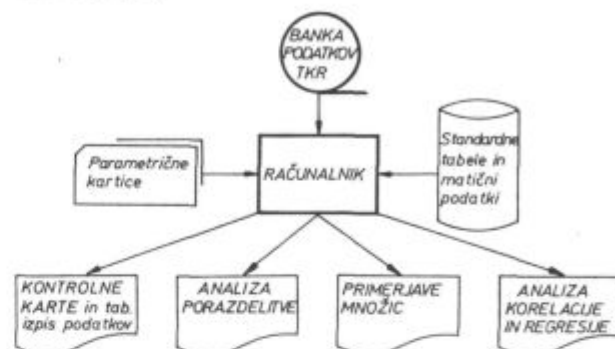 BANKA
PODATKOV
TKR
Parametrične
kartice
RAČUNALNIK
Standardne
tabele in
matični
podatki
KONTROLNE
KARTE in tab.
izpis podatkov
ANALIZA
PORAZDELITVE
PRIMERJAVE
MNOŽIC
ANALIZA
KORELACIJE
IN REGRESIJE